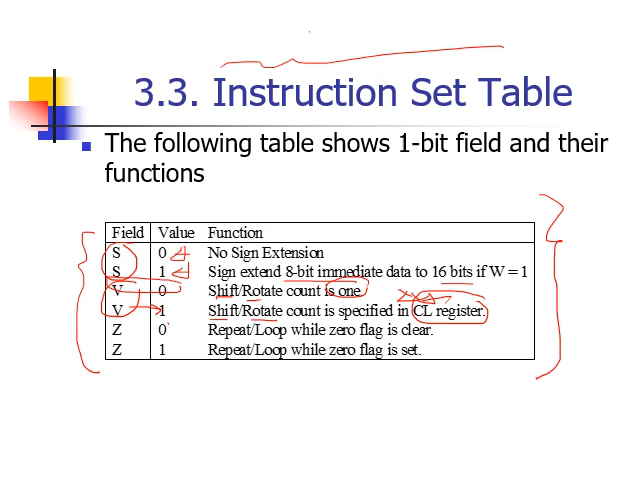 3.3. Instruction Set Table
The following table shows 1-bit field and their
functions
Field Value Function
S 0 No Sign Extension
S 1 Sign extend 8-bit immediate data to 16 bits if W = 1
V 0 Shift/Rotate count is one.
V 1 Shift/Rotate count is specified in CL register.
Z 0 Repeat/Loop while zero flag is clear.
Z 1 Repeat/Loop while zero flag is set.